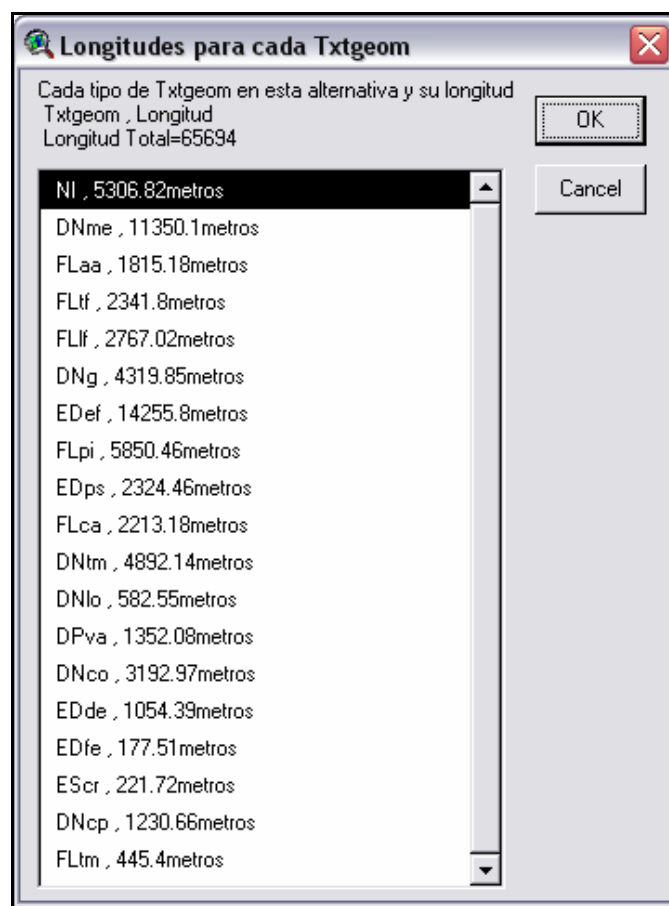 Longitudes para cada Txtgeom
Cada tipo de Txtgeom en esta alternativa y su longitud
Txtgeom , Longitud
Longitud Total=65694
OK
Cancel
NI , 5306.82metros
DNme , 11350.1metros
FLaa , 1815.18metros
FLtf , 2341.8metros
FLlf , 2767.02metros
DNg , 4319.85metros
EDef , 14255.8metros
FLpi , 5850.46metros
EDps , 2324.46metros
FLca , 2213.18metros
DNtm , 4892.14metros
DNlo , 582.55metros
DPva , 1352.08metros
DNco , 3192.97metros
EDde , 1054.39metros
EDfe , 177.51metros
EScr , 221.72metros
DNcp , 1230.66metros
FLtm , 445.4metros